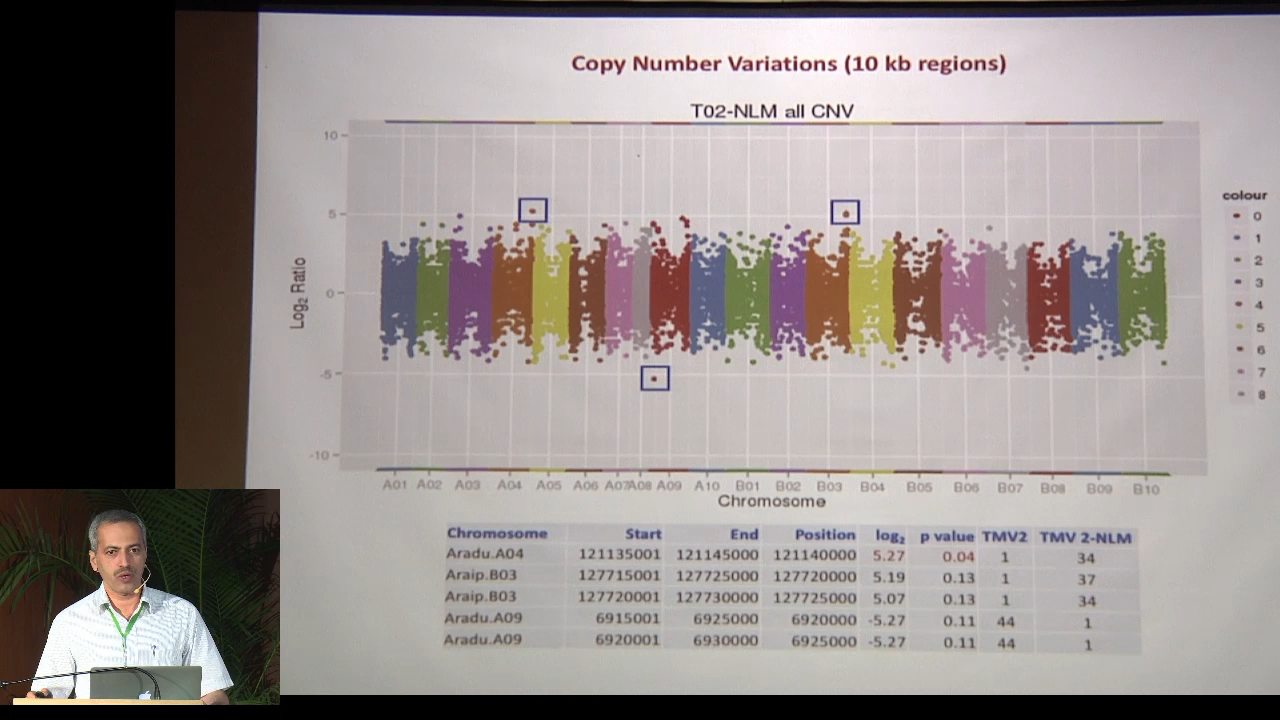 Copy Number Variations (10 kb regions)
T02-NLM all CNV
10
5
0
-5
-10
Log2 Ratio
A01 A02 A03 A04 A05 A06 A07 A08 A09 A10 B01 B02 B03 B04 B05 B06 B07 B08 B09 B10
Chromosome
colour
0
1
2
3
4
5
6
7
8
Chromosome Start End Position log2 p value TMV2 TMV 2-NLM
Aradu.A04 121135001 121145000 121140000 5.27 0.04 1 34
Araip.B03 127715001 127725000 127720000 5.19 0.13 1 37
Araip.B03 127720001 127730000 127725000 5.07 0.13 1 34
Aradu.A09 6915001 6925000 6920000 -5.27 0.11 44 1
Aradu.A09 6920001 6930000 6925000 -5.27 0.11 44 1